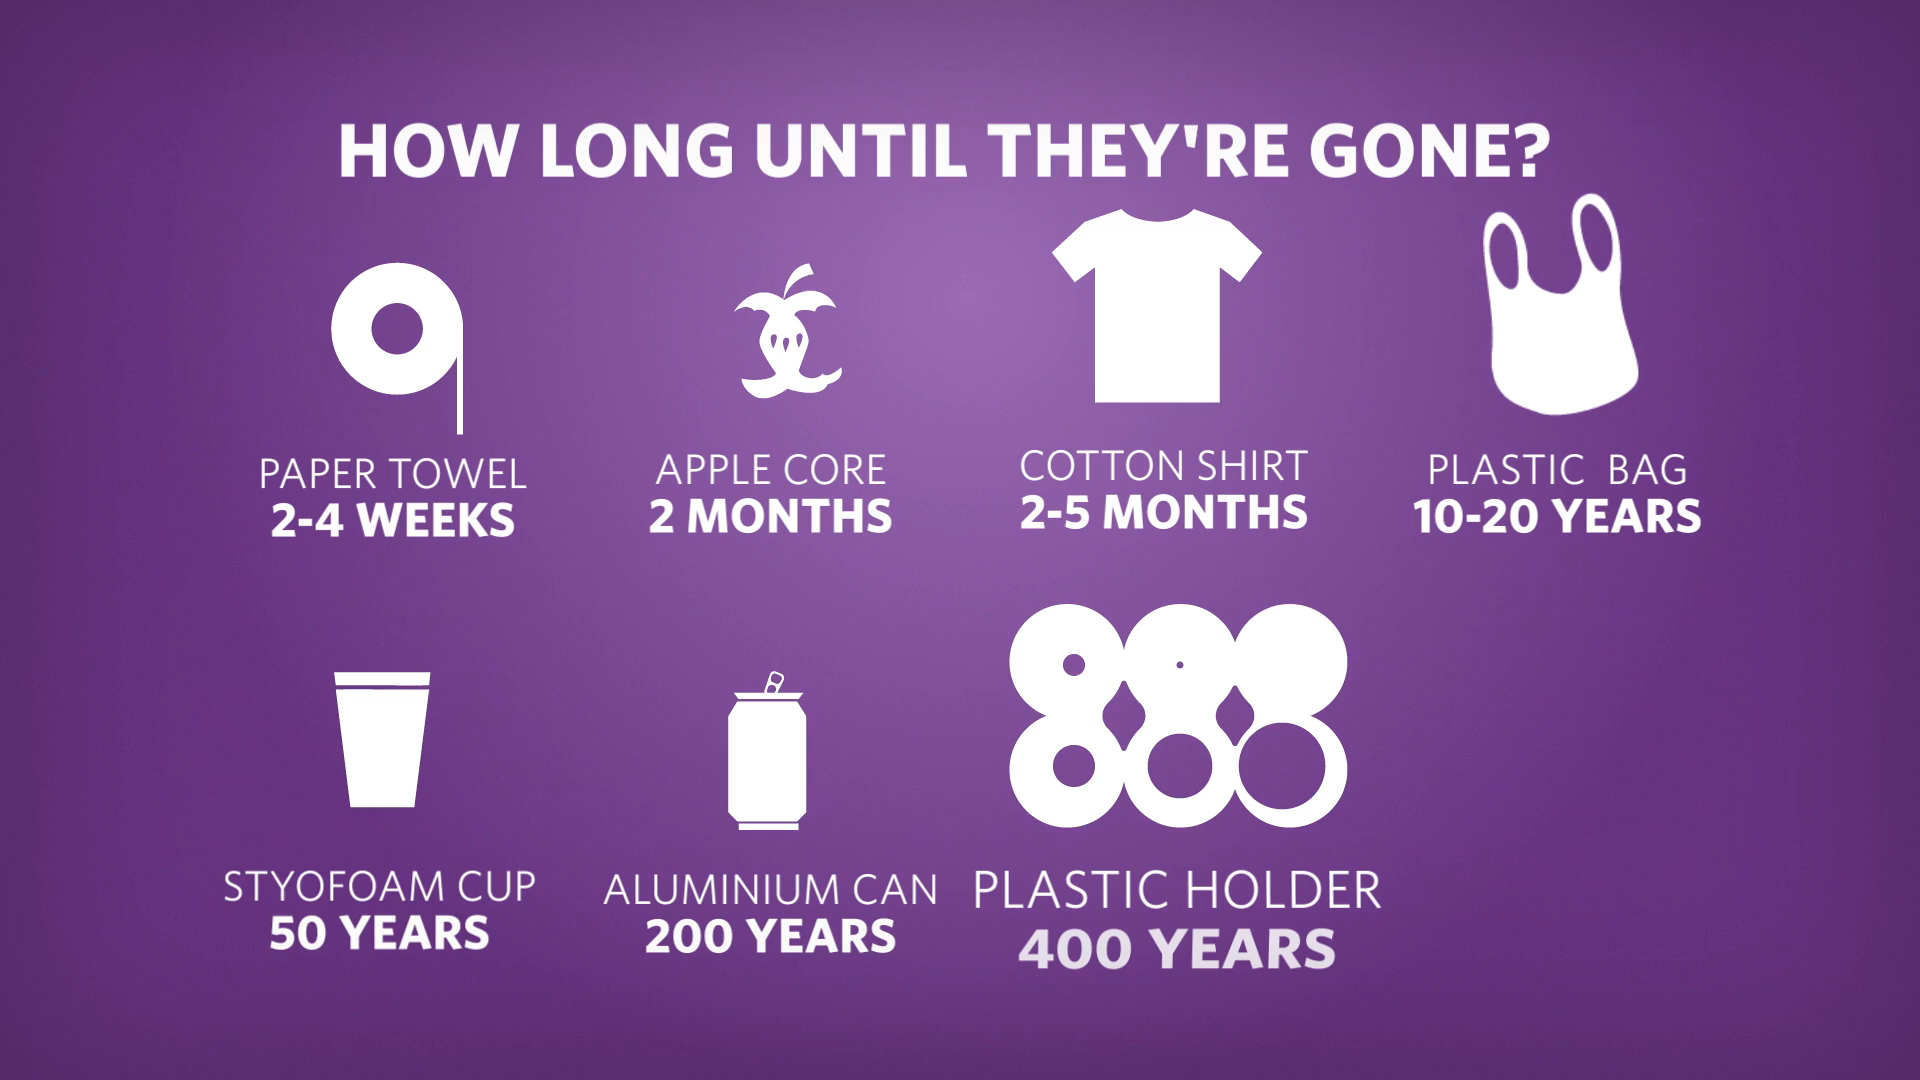 HOW LONG UNTIL THEY'RE GONE?
PAPER TOWEL
2-4 WEEKS
APPLE CORE
2 MONTHS
COTTON SHIRT
2-5 MONTHS
PLASTIC BAG
10-20 YEARS
STYOFOAM CUP
50 YEARS
ALUMINIUM CAN
200 YEARS
PLASTIC HOLDER
400 YEARS